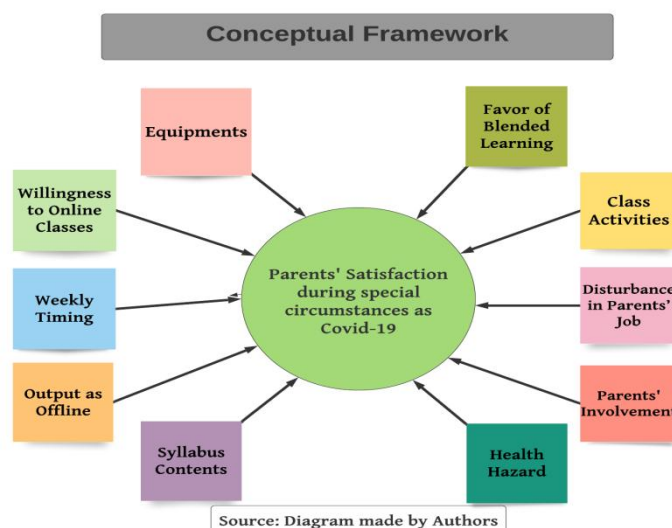 Conceptual Framework
Equipments
Favor of
Blended
Learning
Willingness
to Online
Classes
Class
Activities
Parents' Satisfaction
during special
circumstances as
Covid-19
Weekly
Timing
Disturbance
in Parents'
Job
Output as
Offline
Parents'
Involvement
Syllabus
Contents
Health
Hazard
Source: Diagram made by Authors